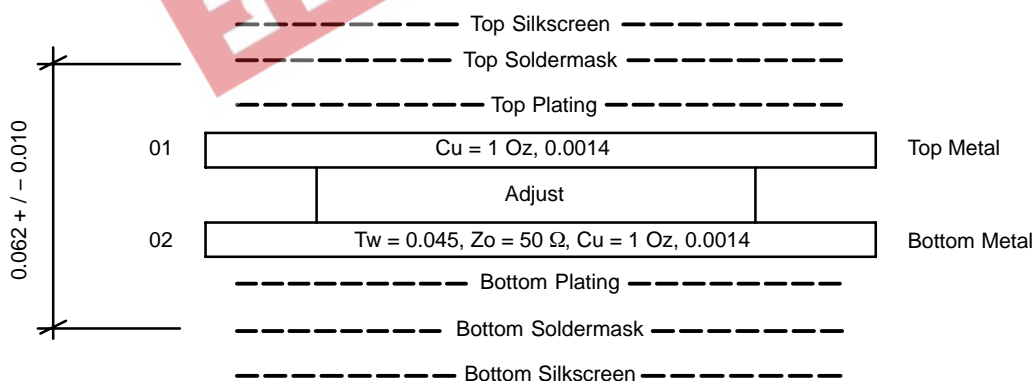 Top Silkscreen
Top Soldermask
Top Plating
01
Cu = 1 Oz, 0.0014
Top Metal
0.062 + / – 0.010
Adjust
02
Tw = 0.045, Zo = 50 Ω, Cu = 1 Oz, 0.0014
Bottom Metal
Bottom Plating
Bottom Soldermask
Bottom Silkscreen